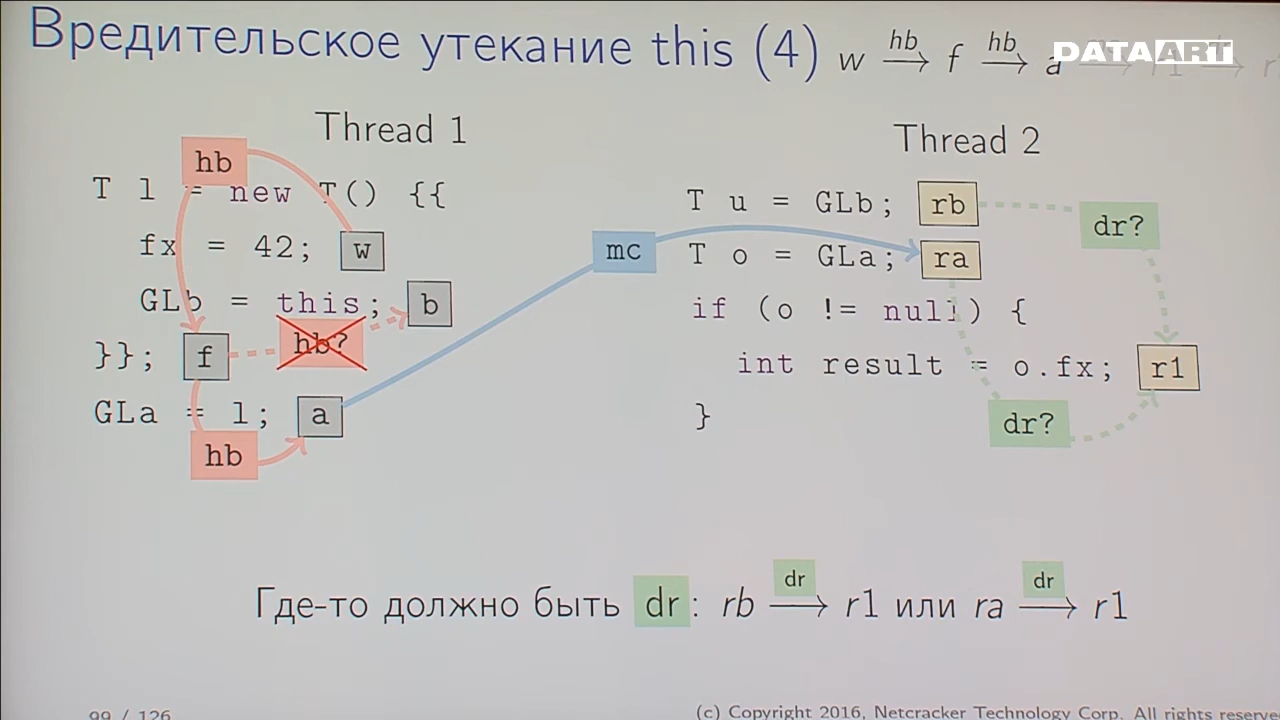 Вредительское утекание this (4) w hb f hb a
DATAART
Thread 1
Thread 2
hb
T l = new T() {{
T u = GLb; rb
dr?
fx = 42; w
mc
T o = GLa; ra
GLb = this; b
if (o != null) {
hb?
}}; f
int result = o.fx; r1
GLa = l; a
}
dr?
hb
Где-то должно быть dr: rb dr r1 или ra dr r1
99 / 126
(c) Copyright 2016, Netcracker Technology Corp. All rights